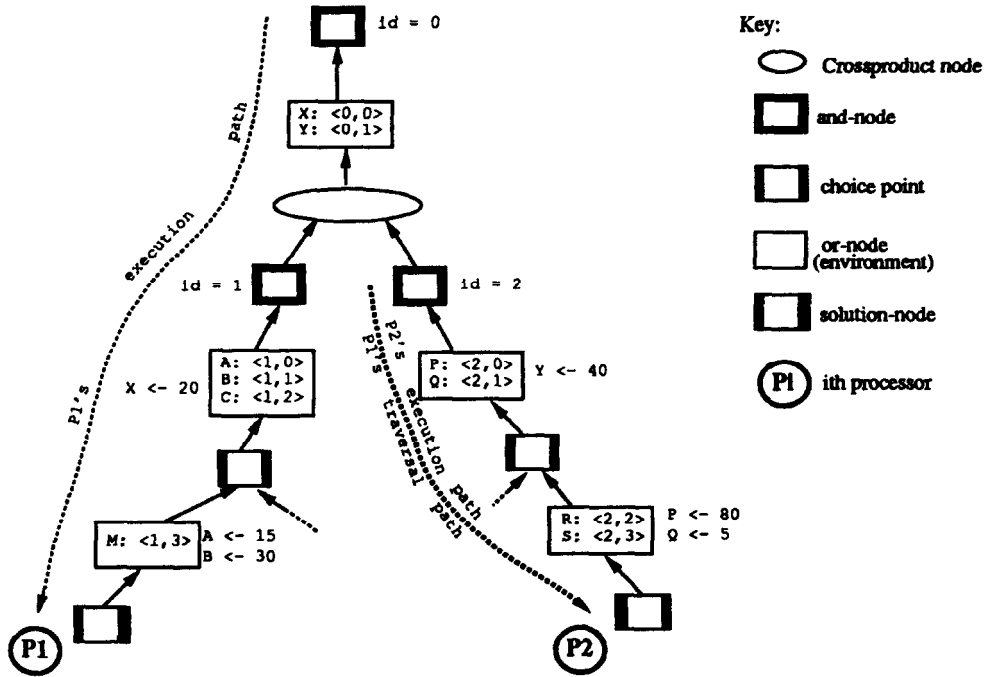 id = 0
X: <0,0>
Y: <0,1>
P1's execution path
id = 1
id = 2
A: <1,0>
B: <1,1>
C: <1,2>
X <- 20
P: <2,0>
Q: <2,1>
Y <- 40
P2's execution path
P1's traversal path
M: <1,3>
A <- 15
B <- 30
R: <2,2>
S: <2,3>
P <- 80
Q <- 5
P1
P2
Key:
Crossproduct node
and-node
choice point
or-node
(environment)
solution-node
Pi
ith processor